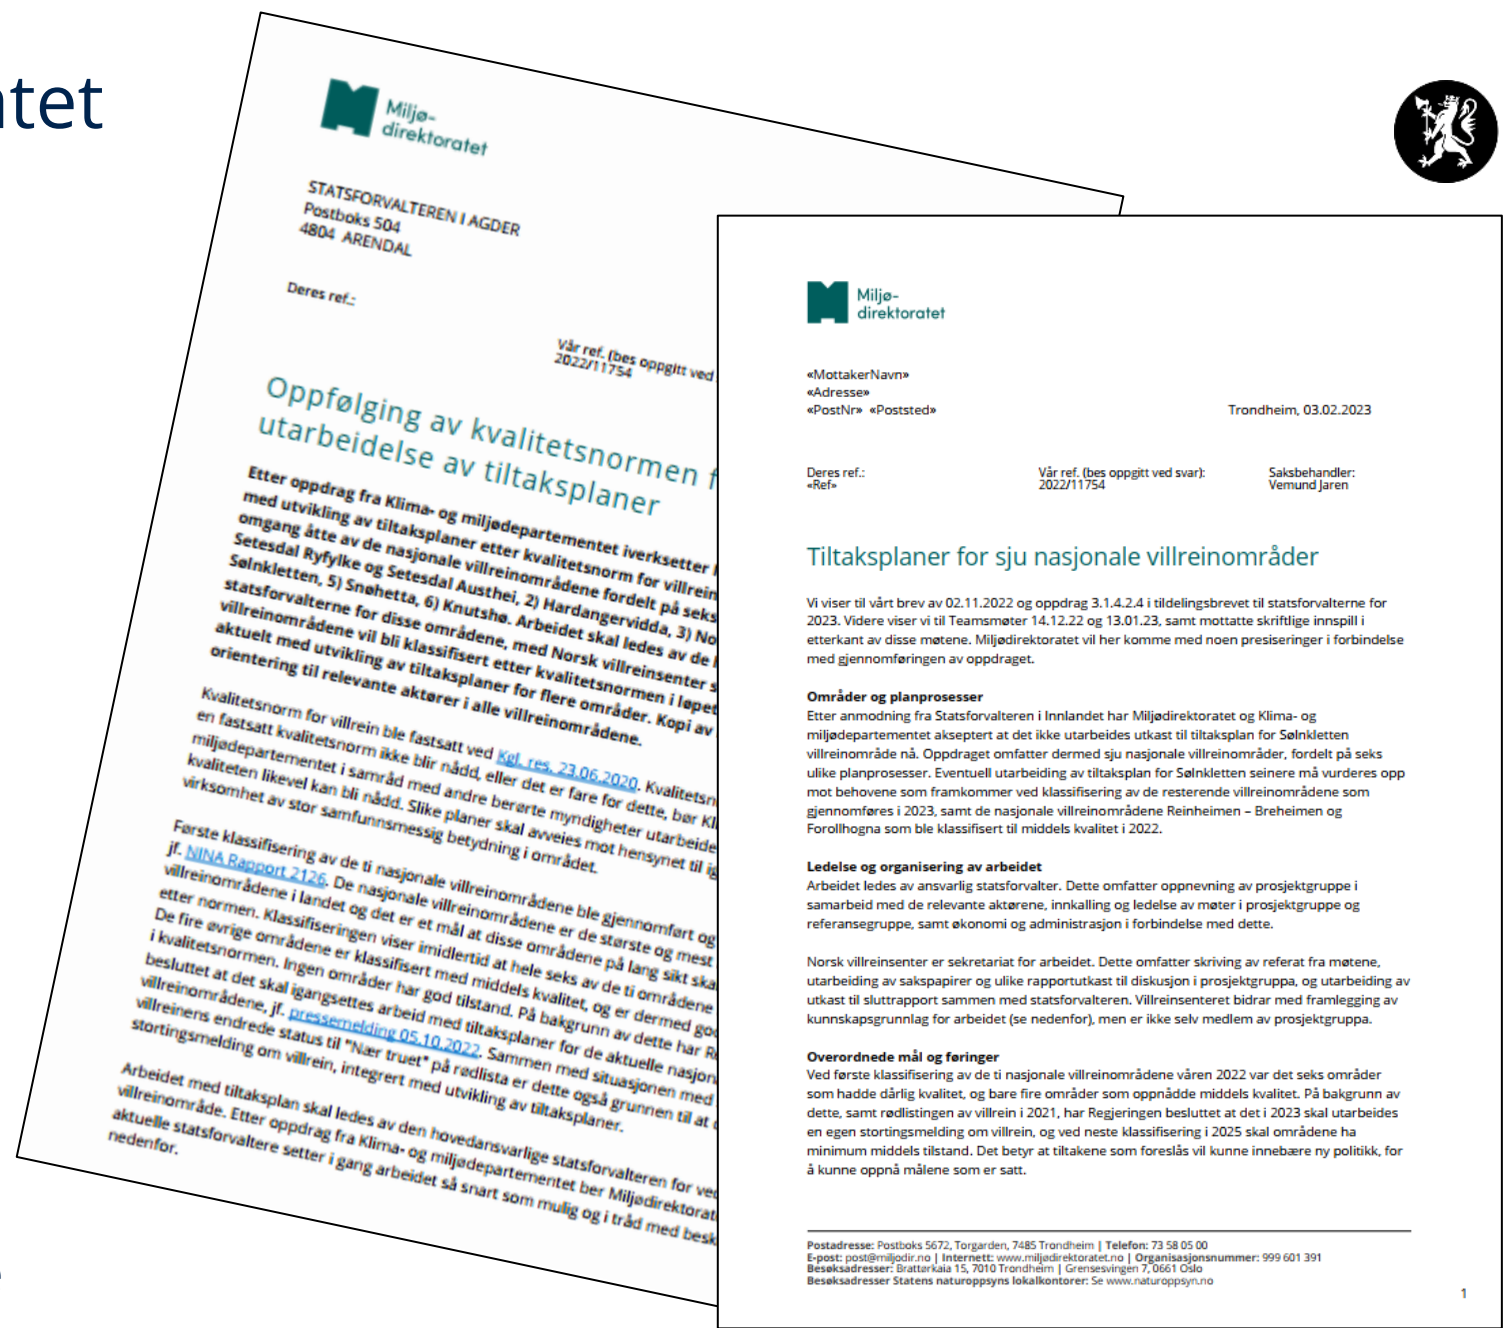 tet
Miljø-
direktoratet
STATSFORVALTEREN I AGDER
Postboks 504
4804 ARENDAL
Deres ref.:
Vår ref. (bes oppgitt ved
2022/11754
Oppfølging av kvalitetsnormen f
utarbeidelse av tiltaksplaner
Etter oppdrag fra Klima- og miljødepartementet iverksetter
med utvikling av tiltaksplaner etter kvalitetsnorm for villrein
omgang åtte av de nasjonale villreinområdene fordelt på seks
Setesdal Ryfylke og Setesdal Austhei, 2) Hardangervidda, 3) No
Sølnkletten, 5) Snøhetta, 6) Knutshø. Arbeidet skal ledes av de
statsforvalterne for disse områdene, med Norsk villreinsenter s
villreinområdene vil bli klassifisert etter kvalitetsnormen i løpet
aktuelt med utvikling av tiltaksplaner for flere områder. Kopi av
orientering til relevante aktører i alle villreinområdene.
Kvalitetsnorm for villrein ble fastsatt ved Kgl. res. 23.06.2020. Kvalitetsn
en fastsatt kvalitetsnorm ikke blir nådd, eller det er fare for dette, bør Kl
miljødepartementet i samråd med andre berørte myndigheter utarbeide
kvaliteten likevel kan bli nådd. Slike planer skal avveies mot hensynet til ig
virksomhet av stor samfunnsmessig betydning i området.
Første klassifisering av de ti nasjonale villreinområdene ble gjennomført og
jf. NINA Rapport 2126. De nasjonale villreinområdene er de største og mest
villreinområdene i landet og det er et mål at disse områdene på lang sikt ska
etter normen. Klassifiseringen viser imidlertid at hele seks av de ti områdene
De fire øvrige områdene er klassifisert med middels kvalitet, og er dermed god
i kvalitetsnormen. Ingen områder har god tilstand. På bakgrunn av dette har R
besluttet at det skal igangsettes arbeid med tiltaksplaner for de aktuelle nasjon
villreinområdene, jf. pressemelding 05.10.2022. Sammen med situasjonen med
villreinens endrede status til "Nær truet" på rødlista er dette også grunnen til at
stortingsmelding om villrein, integrert med utvikling av tiltaksplaner.
Arbeidet med tiltaksplan skal ledes av den hovedansvarlige statsforvalteren for ve
villreinområde. Etter oppdrag fra Klima- og miljødepartementet ber Miljødirektorat
aktuelle statsforvaltere setter i gang arbeidet så snart som mulig og i tråd med besk
nedenfor.
Miljø-
direktoratet
«MottakerNavn»
«Adresse»
«PostNr» «Poststed» Trondheim, 03.02.2023
Deres ref.: Vår ref. (bes oppgitt ved svar): Saksbehandler:
«Ref» 2022/11754 Vemund Jaren
Tiltaksplaner for sju nasjonale villreinområder
Vi viser til vårt brev av 02.11.2022 og oppdrag 3.1.4.2.4 i tildelingsbrevet til statsforvalterne for
2023. Videre viser vi til Teamsmøter 14.12.22 og 13.01.23, samt mottatte skriftlige innspill i
etterkant av disse møtene. Miljødirektoratet vil her komme med noen presiseringer i forbindelse
med gjennomføringen av oppdraget.
Områder og planprosesser
Etter anmodning fra Statsforvalteren i Innlandet har Miljødirektoratet og Klima- og
miljødepartementet akseptert at det ikke utarbeides utkast til tiltaksplan for Sølnkletten
villreinområde nå. Oppdraget omfatter dermed sju nasjonale villreinområder, fordelt på seks
ulike planprosesser. Eventuell utarbeiding av tiltaksplan for Sølnkletten seinere må vurderes opp
mot behovene som framkommer ved klassifisering av de resterende villreinområdene som
gjennomføres i 2023, samt de nasjonale villreinområdene Reinheimen – Breheimen og
Forollhogna som ble klassifisert til middels kvalitet i 2022.
Ledelse og organisering av arbeidet
Arbeidet ledes av ansvarlig statsforvalter. Dette omfatter oppnevning av prosjektgruppe i
samarbeid med de relevante aktørene, innkalling og ledelse av møter i prosjektgruppe og
referansegruppe, samt økonomi og administrasjon i forbindelse med dette.
Norsk villreinsenter er sekretariat for arbeidet. Dette omfatter skriving av referat fra møtene,
utarbeiding av sakspapirer og ulike rapportutkast til diskusjon i prosjektgruppa, og utarbeiding av
utkast til sluttrapport sammen med statsforvalteren. Villreinsenteret bidrar med framlegging av
kunnskapsgrunnlag for arbeidet (se nedenfor), men er ikke selv medlem av prosjektgruppa.
Overordnede mål og føringer
Ved første klassifisering av de ti nasjonale villreinområdene våren 2022 var det seks områder
som hadde dårlig kvalitet, og bare fire områder som oppnådde middels kvalitet. På bakgrunn av
dette, samt rødlistingen av villrein i 2021, har Regjeringen besluttet at det i 2023 skal utarbeides
en egen stortingsmelding om villrein, og ved neste klassifisering i 2025 skal områdene ha
minimum middels tilstand. Det betyr at tiltakene som foreslås vil kunne innebære ny politikk, for
å kunne oppnå målene som er satt.
Postadresse: Postboks 5672, Torgarden, 7485 Trondheim | Telefon: 73 58 05 00
E-post: post@miljodir.no | Internett: www.miljødirektoratet.no | Organisasjonsnummer: 999 601 391
Besøksadresser: Brattørkaia 15, 7010 Trondheim | Grensesvingen 7, 0661 Oslo
Besøksadresser Statens naturoppsyns lokalkontorer: Se www.naturoppsyn.no
1